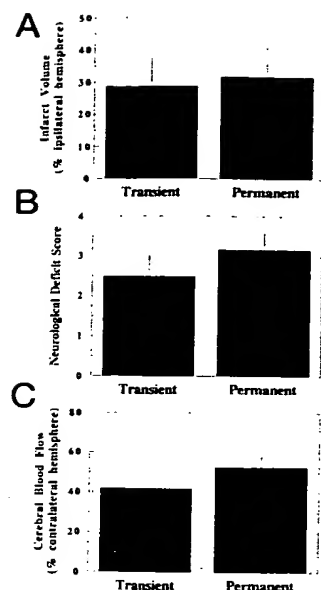 A
Infarct Volume
(% ipsilateral hemisphere)
50
40
30
20
10
0
Transient
Permanent
B
Neurological Deficit Score
4
3
2
1
0
Transient
Permanent
C
Cerebral Blood Flow
(% contralateral hemisphere)
80
60
40
20
0
Transient
Permanent